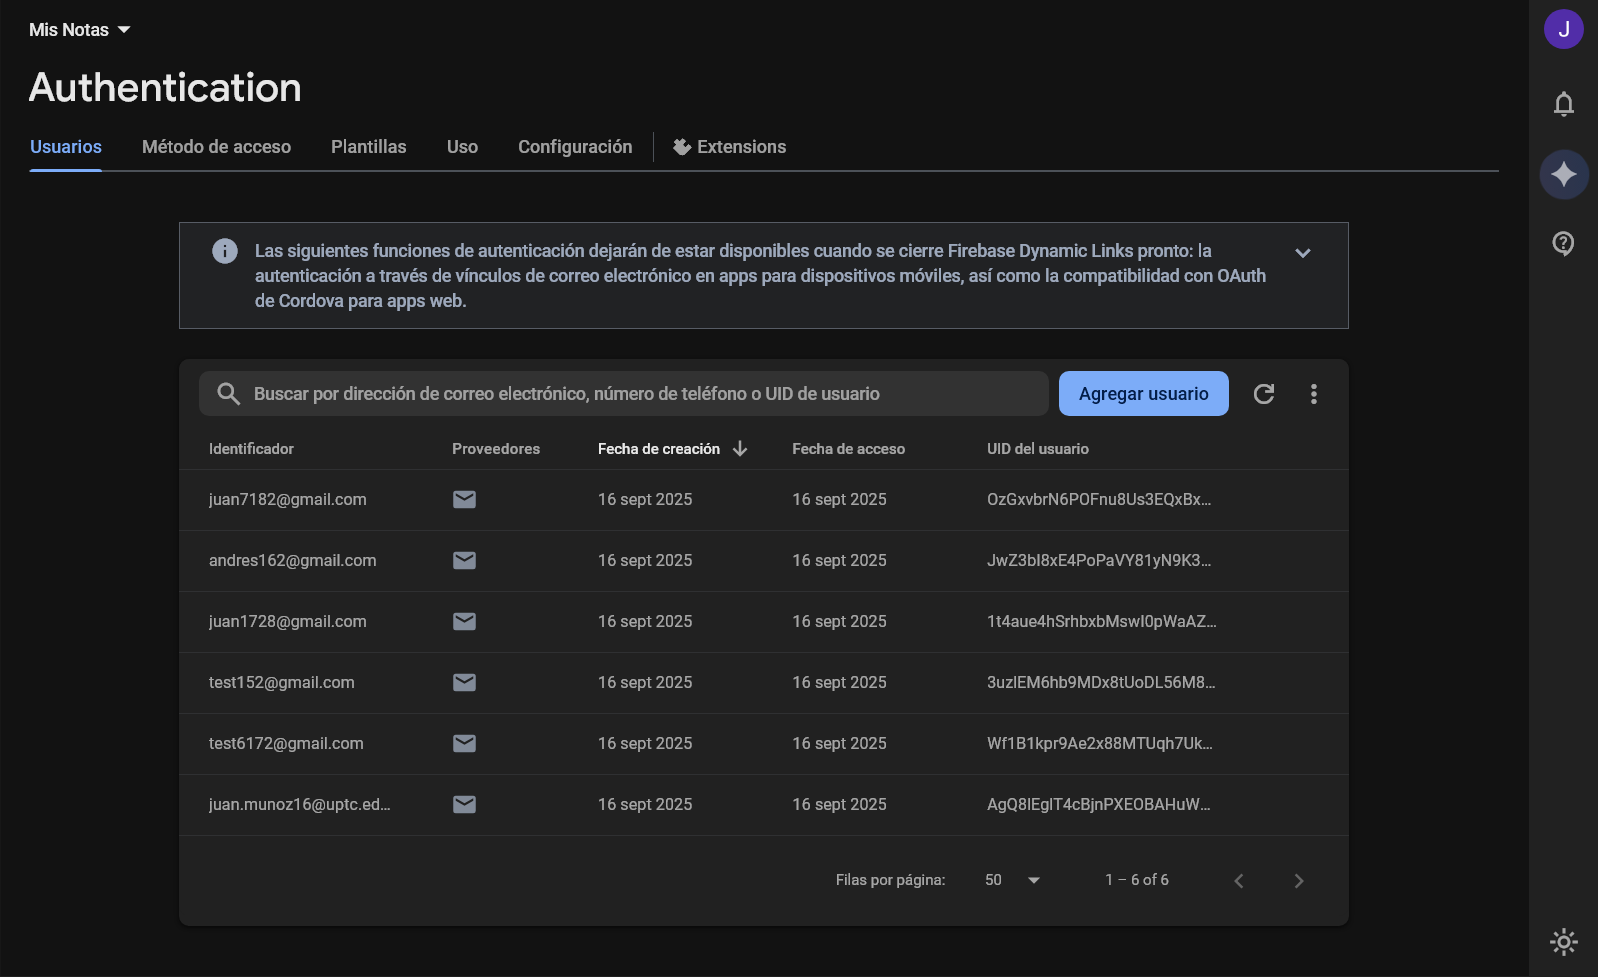 Mis Notas
J
Authentication
Usuarios Método de acceso Plantillas Uso Configuración Extensions
Las siguientes funciones de autenticación dejarán de estar disponibles cuando se cierre Firebase Dynamic Links pronto: la
autenticación a través de vínculos de correo electrónico en apps para dispositivos móviles, así como la compatibilidad con OAuth
de Cordova para apps web.
Buscar por dirección de correo electrónico, número de teléfono o UID de usuario Agregar usuario
Identificador Proveedores Fecha de creación Fecha de acceso UID del usuario
juan7182@gmail.com 16 sept 2025 16 sept 2025 OzGxvbrN6POFnu8Us3EQxBx...
andres162@gmail.com 16 sept 2025 16 sept 2025 JwZ3bI8xE4PoPaVY81yN9K3...
juan1728@gmail.com 16 sept 2025 16 sept 2025 1t4aue4hSrhbxbMswI0pWaAZ...
test152@gmail.com 16 sept 2025 16 sept 2025 3uzlEM6hb9MDx8tUoDL56M8...
test6172@gmail.com 16 sept 2025 16 sept 2025 Wf1B1kpr9Ae2x88MTUqh7Uk...
juan.munoz16@uptc.ed... 16 sept 2025 16 sept 2025 AgQ8lEglT4cBjnPXEOBAHuW...
Filas por página: 50 1 – 6 of 6